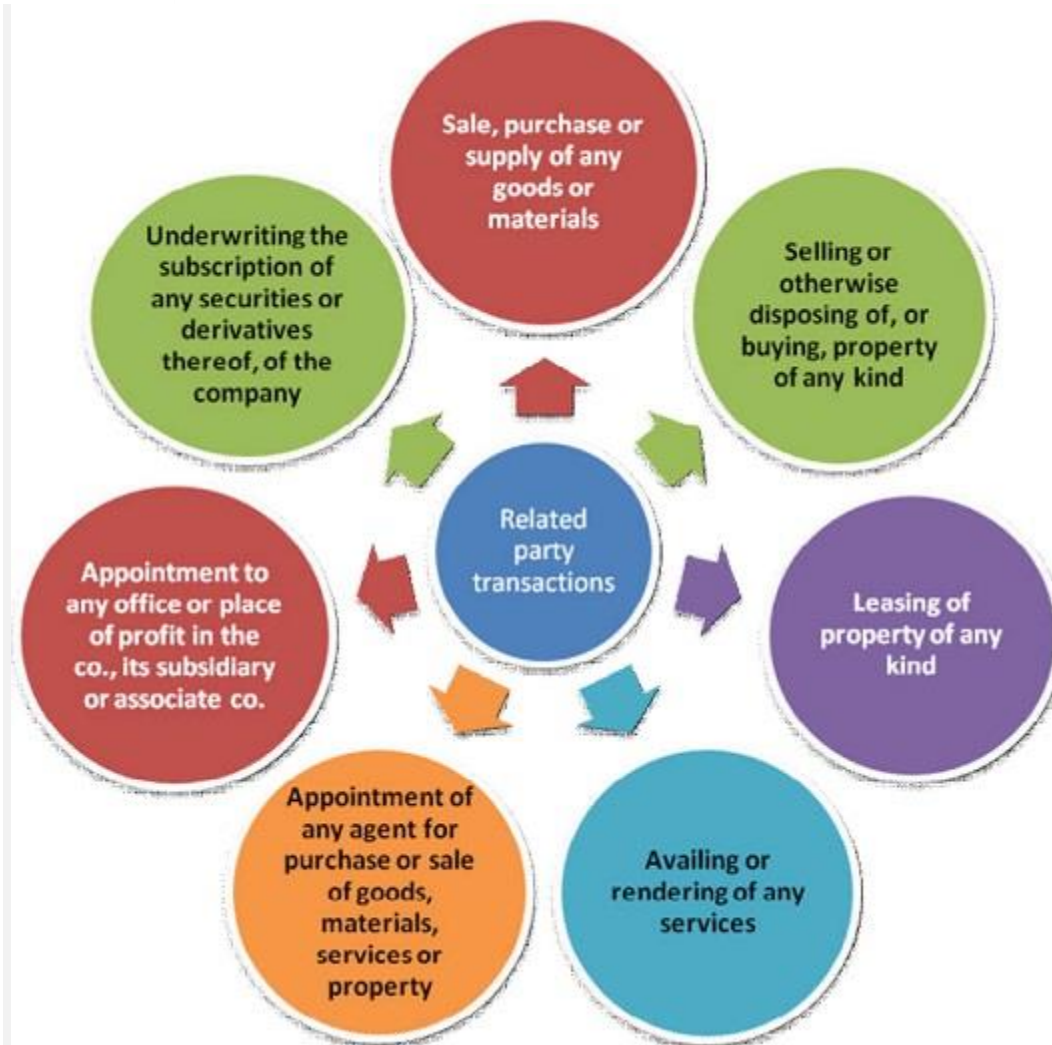 Sale, purchase or
supply of any
goods or
materials
Selling or
otherwise
disposing of, or
buying, property
of any kind
Leasing of
property of any
kind
Availing or
rendering of any
services
Appointment of
any agent for
purchase or sale
of goods,
materials,
services or
property
Appointment to
any office or place
of profit in the
co., its subsidiary
or associate co.
Underwriting the
subscription of
any securities or
derivatives
thereof, of the
company
Related
party
transactions